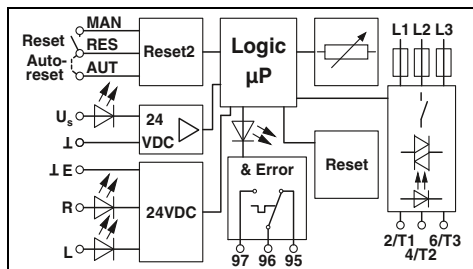 MAN
Reset
RES
Auto-
reset
AUT
Reset2
Logic
µP
L1 L2 L3
Us
⊥
24
VDC
⊥ E
R
L
24VDC
& Error
97 96 95
Reset
2/T1 6/T3
4/T2